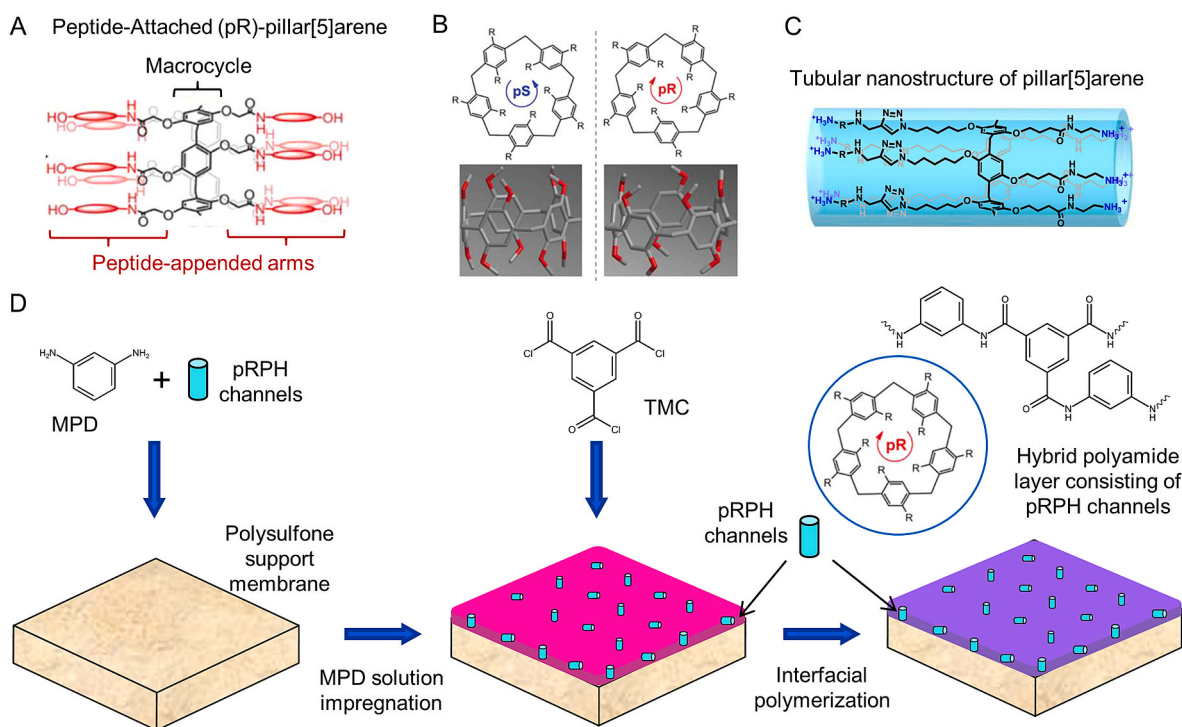 A
Peptide-Attached (pR)-pillar[5]arene
Macrocycle
Peptide-appended arms
B
pS
pR
C
Tubular nanostructure of pillar[5]arene
D
MPD
+
pRPH
channels
TMC
pR
Hybrid polyamide
layer consisting of
pRPH channels
Polysulfone
support
membrane
pRPH
channels
MPD solution
impregnation
Interfacial
polymerization